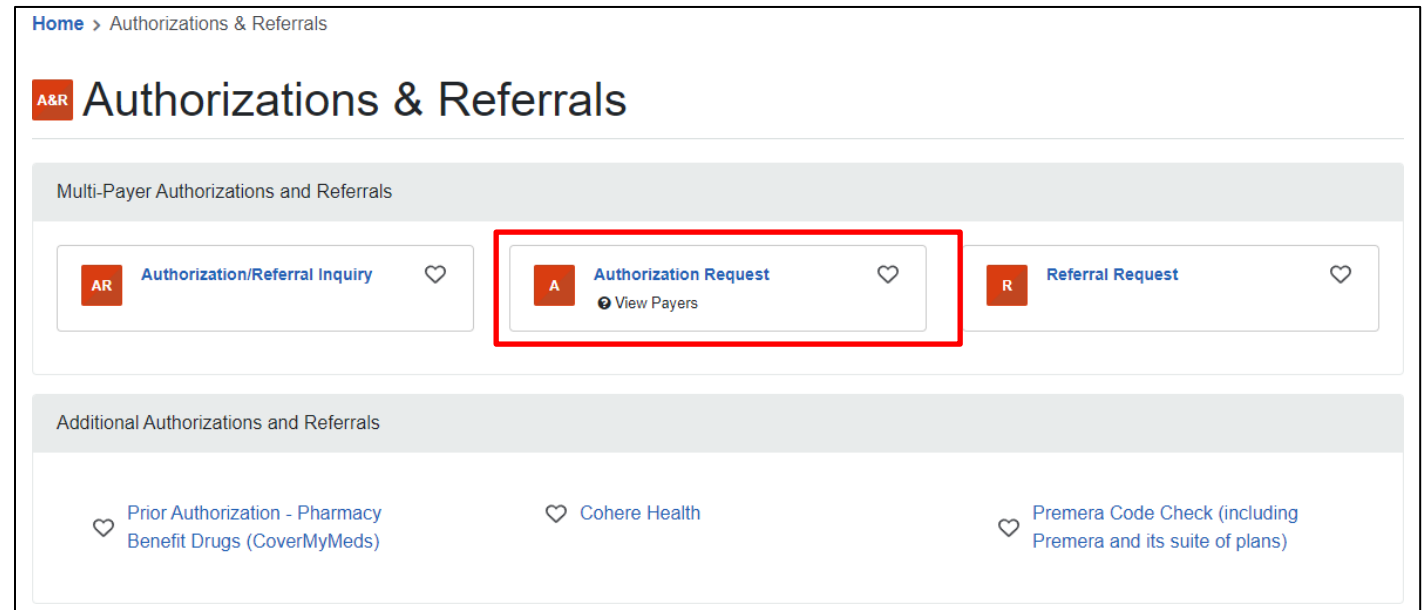 Home > Authorizations & Referrals
A&R Authorizations & Referrals
Multi-Payer Authorizations and Referrals
AR Authorization/Referral Inquiry
A Authorization Request
? View Payers
R Referral Request
Additional Authorizations and Referrals
Prior Authorization - Pharmacy
Benefit Drugs (CoverMyMeds)
Cohere Health
Premera Code Check (including
Premera and its suite of plans)